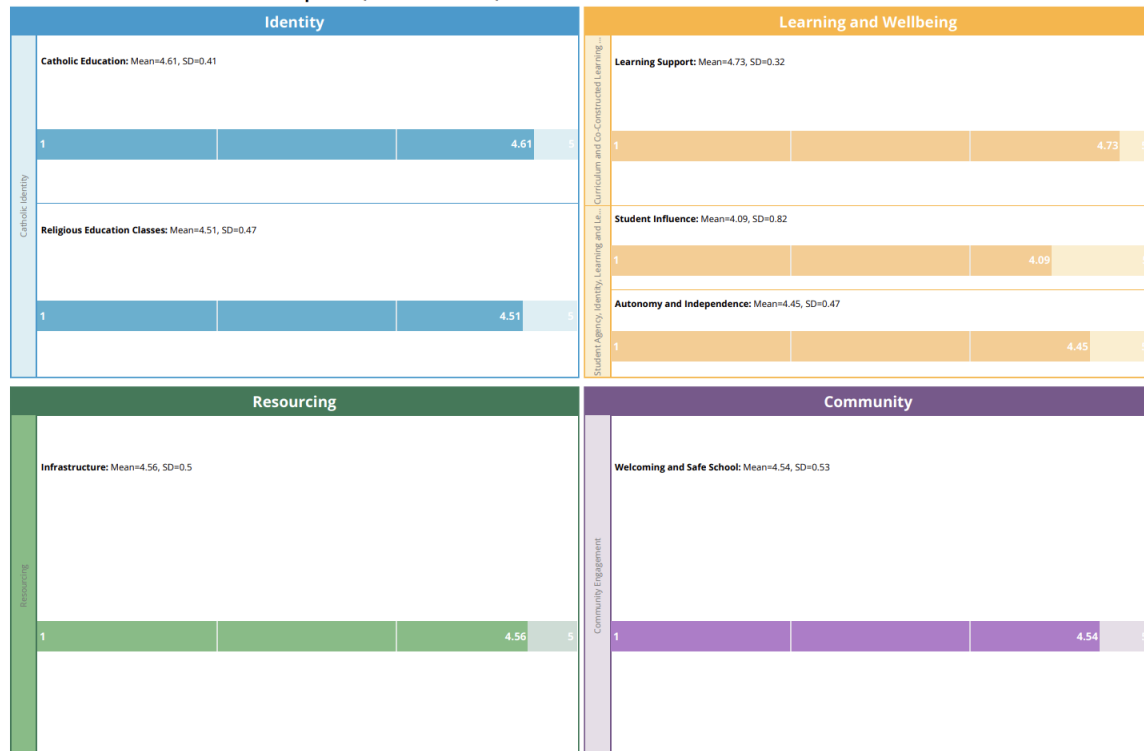 Identity
Catholic Identity
Catholic Education: Mean=4.61, SD=0.41
1 4.61 5
Religious Education Classes: Mean=4.51, SD=0.47
1 4.51 5
Learning and Wellbeing
Curriculum and Co-Constructed Learning ...
Learning Support: Mean=4.73, SD=0.32
1 4.73
Student Agency, Identity, Learning and Le...
Student Influence: Mean=4.09, SD=0.82
1 4.09
Autonomy and Independence: Mean=4.45, SD=0.47
1 4.45
Resourcing
Resourcing
Infrastructure: Mean=4.56, SD=0.5
1 4.56 5
Community
Community Engagement
Welcoming and Safe School: Mean=4.54, SD=0.53
1 4.54